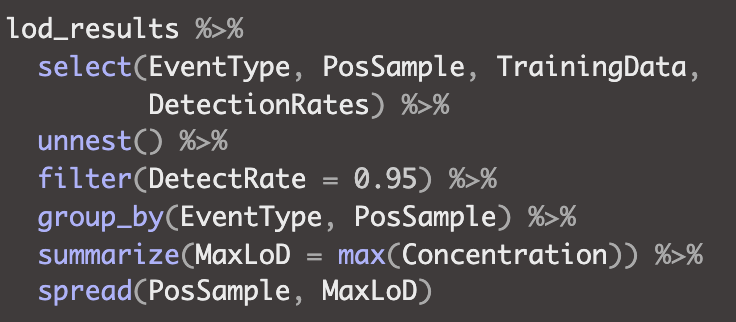 lod_results %>%
  select(EventType, PosSample, TrainingData,
         DetectionRates) %>%
  unnest() %>%
  filter(DetectRate = 0.95) %>%
  group_by(EventType, PosSample) %>%
  summarize(MaxLoD = max(Concentration)) %>%
  spread(PosSample, MaxLoD)